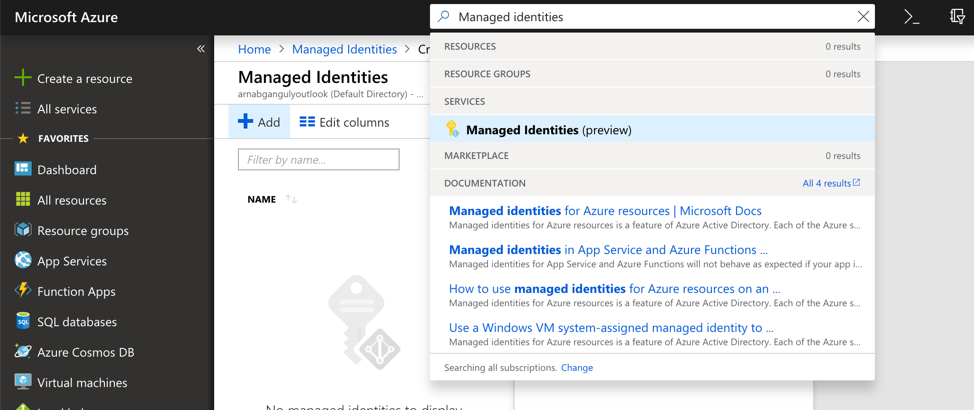 Microsoft Azure
Managed identities
«
Create a resource
All services
FAVORITES
Dashboard
All resources
Resource groups
App Services
Function Apps
SQL databases
Azure Cosmos DB
Virtual machines
Home > Managed Identities >
Managed Identities
arnabgangulyoutlook (Default Directory) - ...
Add
Edit columns
Filter by name...
NAME
No managed identities to display
RESOURCES 0 results
RESOURCE GROUPS 0 results
SERVICES
Managed Identities (preview)
MARKETPLACE 0 results
DOCUMENTATION All 4 results
Managed identities for Azure resources | Microsoft Docs
Managed identities for Azure resources is a feature of Azure Active Directory. Each of the Azure s...
Managed identities in App Service and Azure Functions ...
Managed identities for App Service and Azure Functions will not behave as expected if your app i...
How to use managed identities for Azure resources on an ...
Managed identities for Azure resources is a feature of Azure Active Directory. Each of the Azure s...
Use a Windows VM system-assigned managed identity to ...
Managed identities for Azure resources is a feature of Azure Active Directory. Each of the Azure s...
Searching all subscriptions. Change